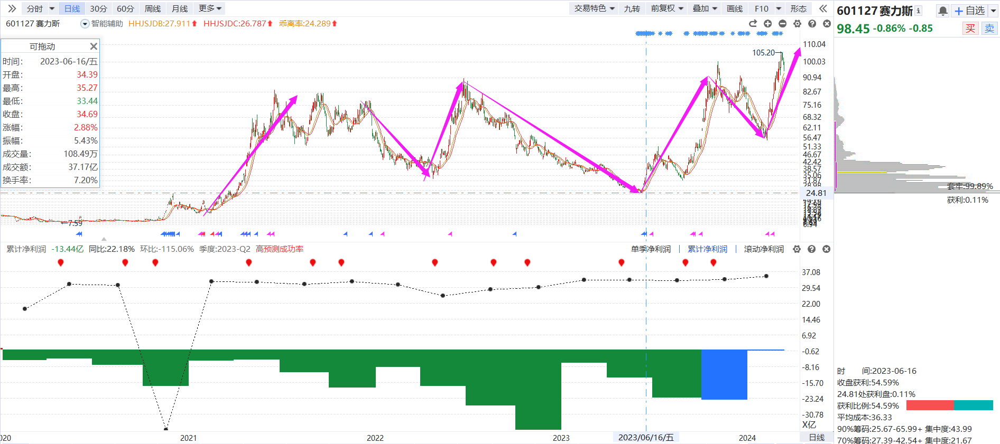 分时 日线 30分 60分 周线 月线 更多 交易特色 九转 前复权 叠加 画线 F10 形态
601127 赛力斯 智能辅助 HHJSJDB:27.911 HHJSJDC:26.787 乖离率:24.289
可拖动
时间: 2023-06-16/五
开盘: 34.39
最高: 35.27
最低: 33.44
收盘: 34.69
涨幅: 2.88%
振幅: 5.43%
成交量: 108.49万
成交额: 37.17亿
换手率: 7.20%
105.20
7.59
110.04
100.03
90.94
82.67
75.16
68.32
62.11
56.47
51.33
46.67
42.42
38.57
35.06
31.87
28.98
24.81
6.94
累计净利润 -13.44亿 同比:22.18% 环比:-115.06% 季度:2023-Q2 高预测成功率 单季净利润 | 累计净利润 | 滚动净利润
37.08
29.54
22.00
14.46
6.92
-0.62
-8.16
-15.70
-23.24
-30.78
X亿
020 2021 2022 2023 2023/06/16/五 2024 日线
601127 赛力斯 自选
98.45 -0.86% -0.85 买 卖
套牢:99.89%
获利:0.11%
时 间:2023-06-16
收盘获利:54.59%
24.81处获利盘:0.11%
获利比例:54.59%
平均成本:36.33
90%筹码:25.67-65.99+ 集中度:43.99
70%筹码:27.39-42.54+ 集中度:21.67